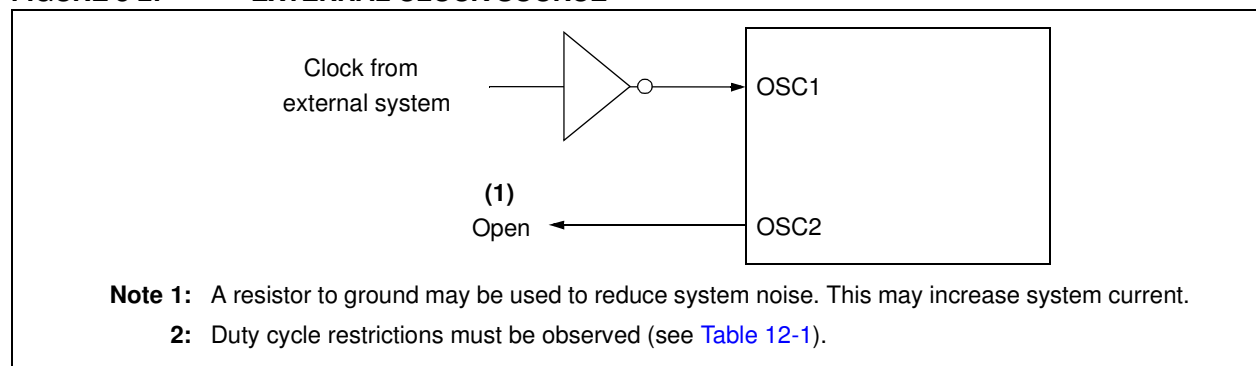 Clock from
external system
OSC1
(1)
Open
OSC2
Note 1: A resistor to ground may be used to reduce system noise. This may increase system current.
2: Duty cycle restrictions must be observed (see Table 12-1).